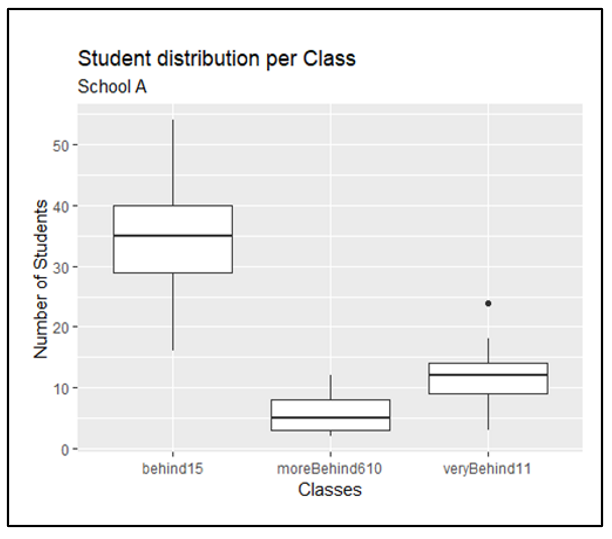 Student distribution per Class
School A
Number of Students
50
40
30
20
10
0
behind15 moreBehind610 veryBehind11
Classes